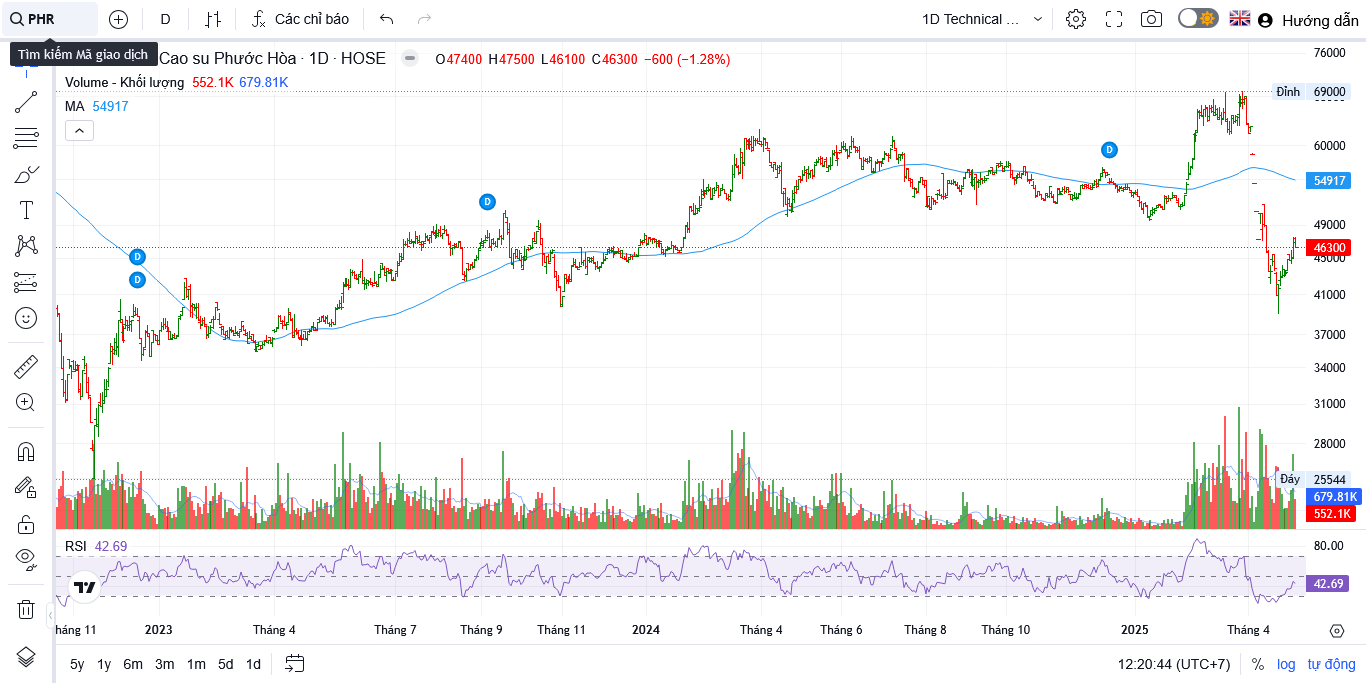 PHR
D
Các chỉ báo
1D Technical ...
Hướng dẫn
Tìm kiếm Mã giao dịch
Cao su Phước Hòa · 1D · HOSE
O47400 H47500 L46100 C46300 −600 (−1.28%)
Volume - Khối lượng 552.1K 679.81K
MA 54917
76000
Đỉnh 69000
60000
54917
49000
46300
45000
41000
37000
34000
31000
28000
Đáy 25544
679.81K
552.1K
D
D
D
D
RSI 42.69
80.00
42.69
háng 11 2023 Tháng 4 Tháng 7 Tháng 9 Tháng 11 2024 Tháng 4 Tháng 6 Tháng 8 Tháng 10 2025 Tháng 4
5y 1y 6m 3m 1m 5d 1d
12:20:44 (UTC+7) % log tự động